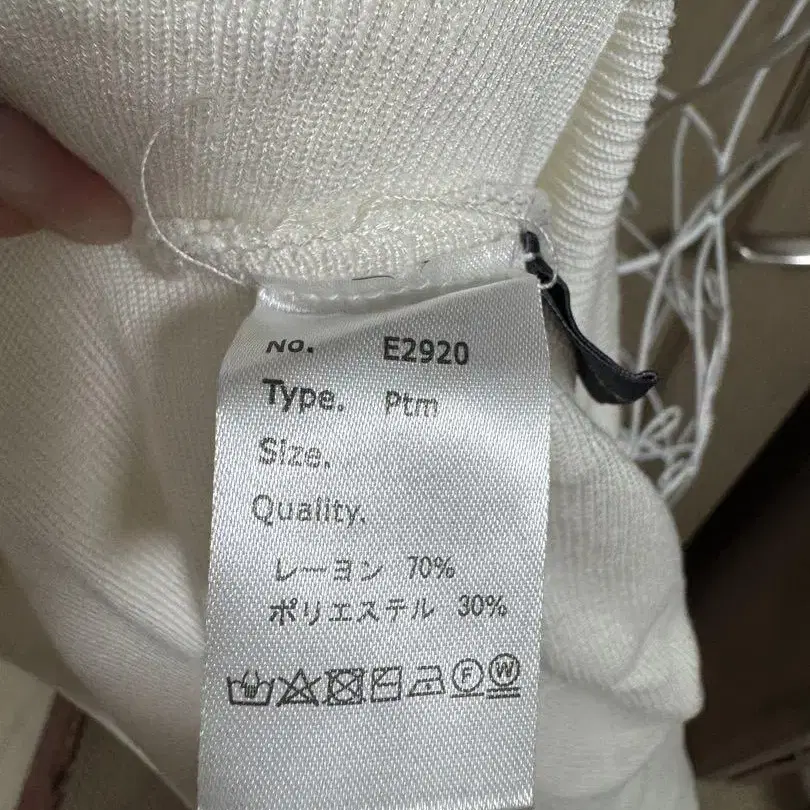 No. E2920
Type. Ptm
Size.
Quality.
レーヨン 70%
ポリエステル 30%
F W